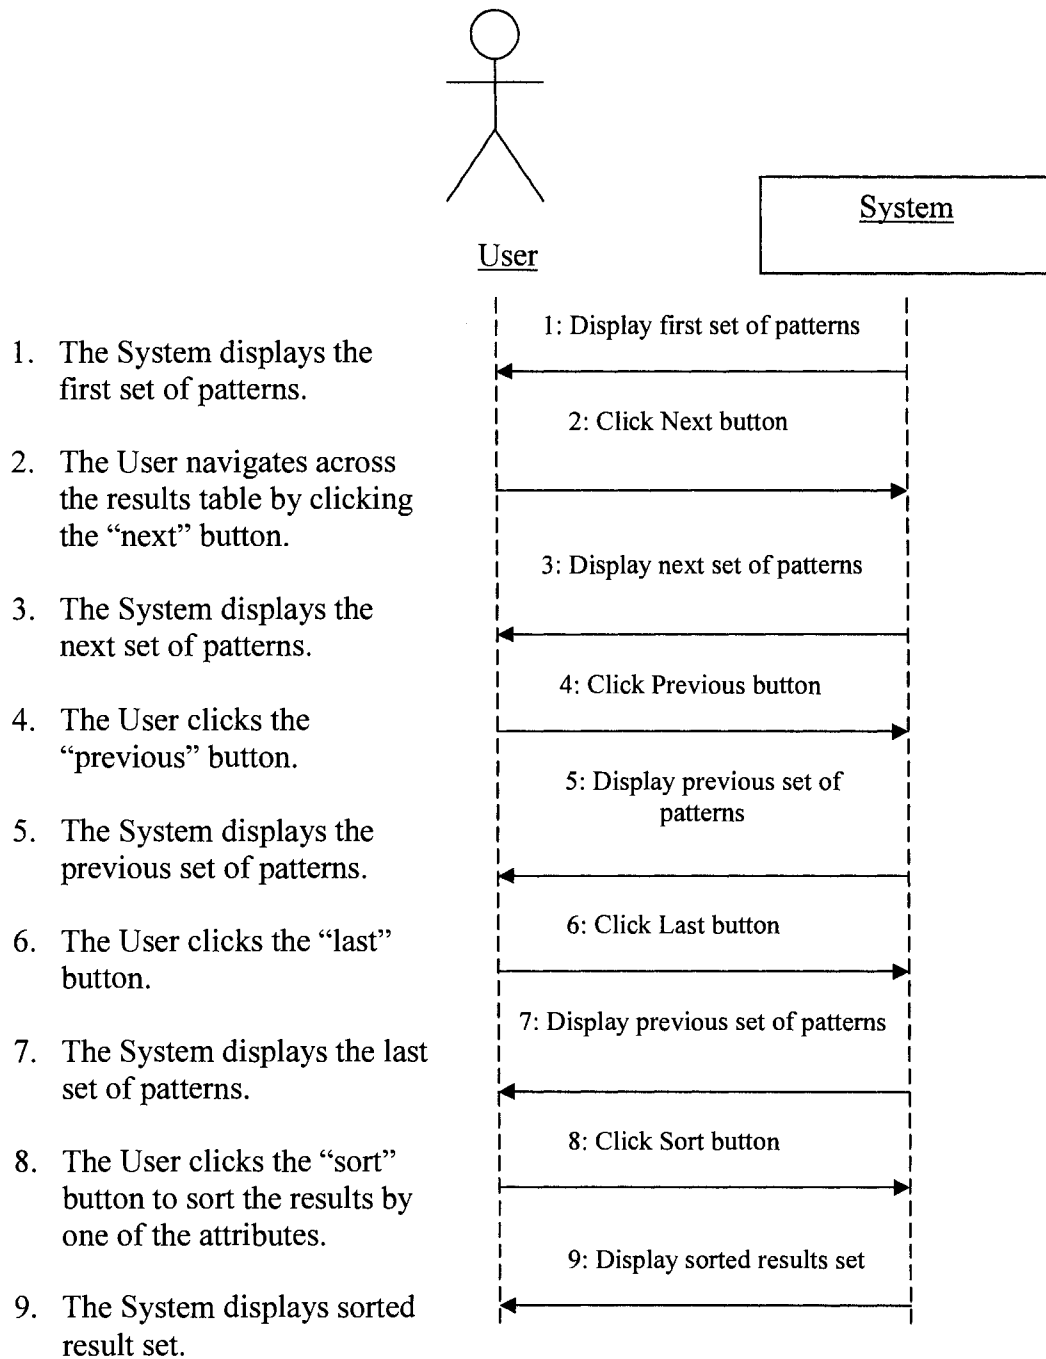 User
System
1. The System displays the
first set of patterns.
2. The User navigates across
the results table by clicking
the “next” button.
3. The System displays the
next set of patterns.
4. The User clicks the
“previous” button.
5. The System displays the
previous set of patterns.
6. The User clicks the “last”
button.
7. The System displays the last
set of patterns.
8. The User clicks the “sort”
button to sort the results by
one of the attributes.
9. The System displays sorted
result set.
1: Display first set of patterns
2: Click Next button
3: Display next set of patterns
4: Click Previous button
5: Display previous set of
patterns
6: Click Last button
7: Display previous set of patterns
8: Click Sort button
9: Display sorted results set